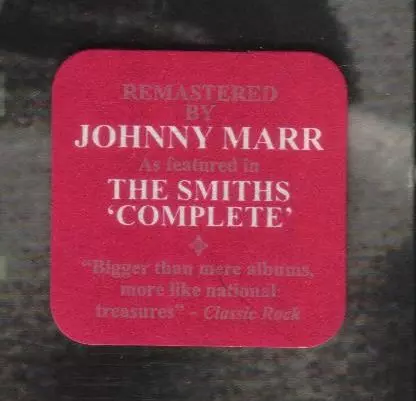 REMASTERED
BY
JOHNNY MARR
As featured in
THE SMITHS
‘COMPLETE’
“Bigger than mere albums,
more like national
treasures” - Classic Rock